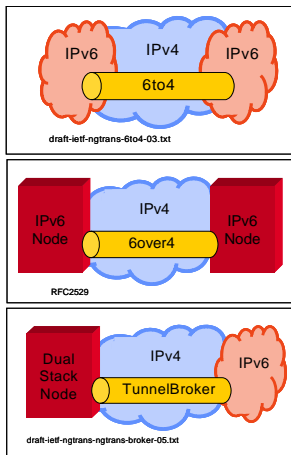 IPv6
IPv4
IPv6
6to4
draft-ietf-ngtrans-6to4-03.txt
IPv6
Node
IPv4
IPv6
Node
6over4
RFC2529
Dual
Stack
Node
IPv4
IPv6
TunnelBroker
draft-ietf-ngtrans-ngtrans-broker-05.txt